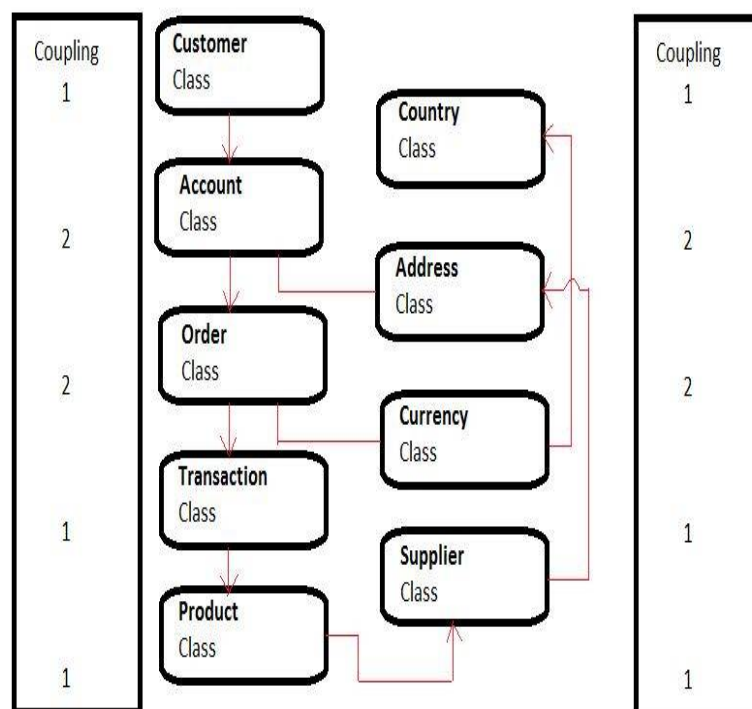 Coupling
1
2
2
1
1
Customer
Class
Account
Class
Order
Class
Transaction
Class
Product
Class
Country
Class
Address
Class
Currency
Class
Supplier
Class
Coupling
1
2
2
1
1